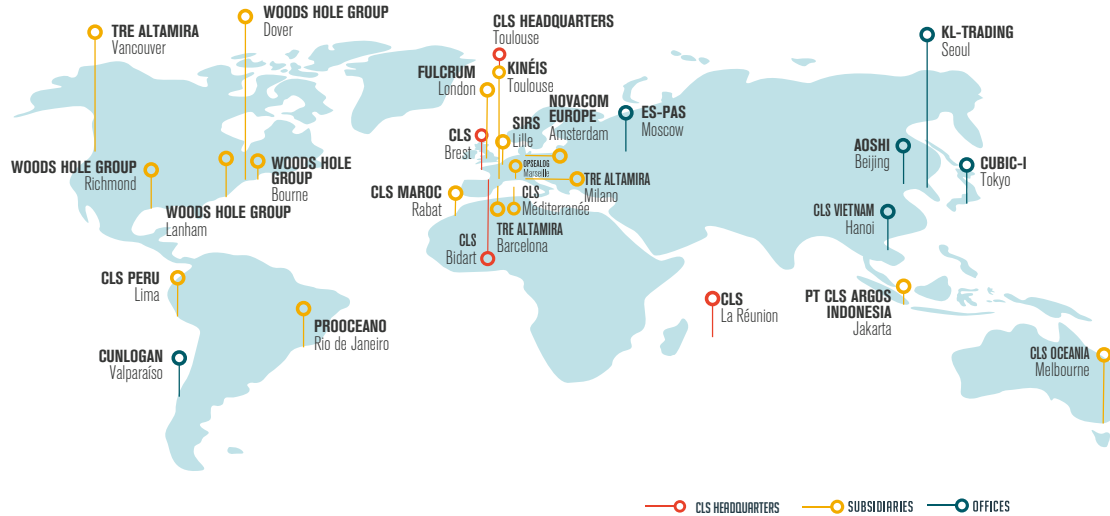 WOODS HOLE GROUP
Dover
TRE ALTAMIRA
Vancouver
CLS HEADQUARTERS
Toulouse
KL-TRADING
Seoul
FULCRUM
London
KINÉIS
Toulouse
NOVACOM
EUROPE
Amsterdam
ES-PAS
Moscow
CLS
Brest
SIRS
Lille
OPSEALOG
Marseille
AOSHI
Beijing
CUBIC-I
Tokyo
WOODS HOLE GROUP
Richmond
WOODS HOLE
GROUP
Bourne
WOODS HOLE GROUP
Lanham
CLS MAROC
Rabat
TRE ALTAMIRA
Milano
CLS
Méditerranée
TRE ALTAMIRA
Barcelona
CLS
Bidart
CLS VIETNAM
Hanoi
CLS PERU
Lima
PROOCEANO
Rio de Janeiro
CUNLOGAN
Valparaíso
CLS
La Réunion
PT CLS ARGOS
INDONESIA
Jakarta
CLS OCEANIA
Melbourne
CLS HEADQUARTERS
SUBSIDIARIES
OFFICES